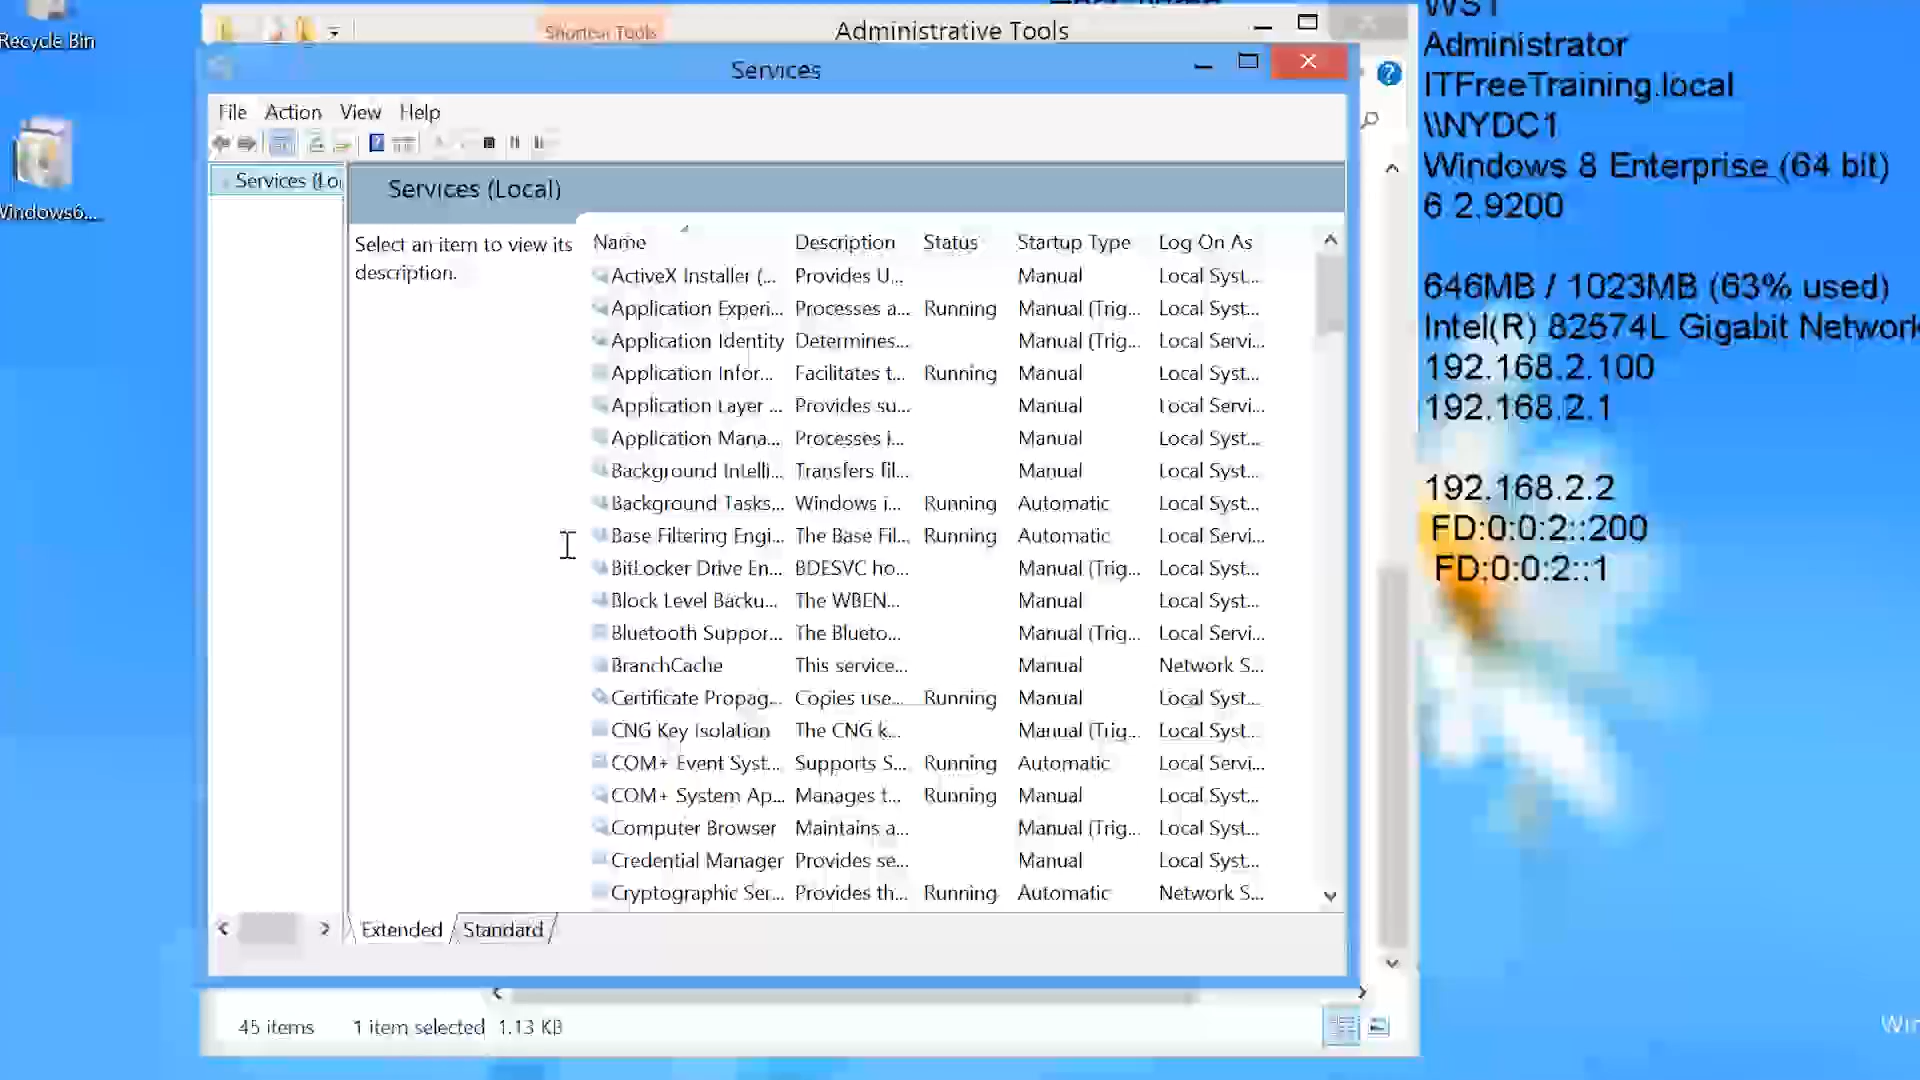 Recycle Bin
Windows6...
Shortcut Tools
Administrative Tools
Services
File Action View Help
Services (Lo
Services (Local)
Select an item to view its
description.
Name Description Status Startup Type Log On As
ActiveX Installer (... Provides U... Manual Local Syst...
Application Experi... Processes a... Running Manual (Trig... Local Syst...
Application Identity Determines... Manual (Trig... Local Servi...
Application Infor... Facilitates t... Running Manual Local Syst...
Application Layer ... Provides su... Manual Local Servi...
Application Mana... Processes i... Manual Local Syst...
Background Intelli... Transfers fil... Manual Local Syst...
Background Tasks... Windows i... Running Automatic Local Syst...
Base Filtering Engi... The Base Fil... Running Automatic Local Servi...
BitLocker Drive En... BDESVC ho... Manual (Trig... Local Syst...
Block Level Backu... The WBEN... Manual Local Syst...
Bluetooth Suppor... The Blueto... Manual (Trig... Local Servi...
BranchCache This service... Manual Network S...
Certificate Propag... Copies use... Running Manual Local Syst...
CNG Key Isolation The CNG k... Manual (Trig... Local Syst...
COM+ Event Syst... Supports S... Running Automatic Local Servi...
COM+ System Ap... Manages t... Running Manual Local Syst...
Computer Browser Maintains a... Manual (Trig... Local Syst...
Credential Manager Provides se... Manual Local Syst...
Cryptographic Ser... Provides th... Running Automatic Network S...
Extended Standard
45 items 1 item selected 1.13 KB
WS1
Administrator
ITFreeTraining.local
\\NYDC1
Windows 8 Enterprise (64 bit)
6.2.9200
646MB / 1023MB (63% used)
Intel(R) 82574L Gigabit Network
192.168.2.100
192.168.2.1
192.168.2.2
FD:0:0:2::200
FD:0:0:2::1
Win